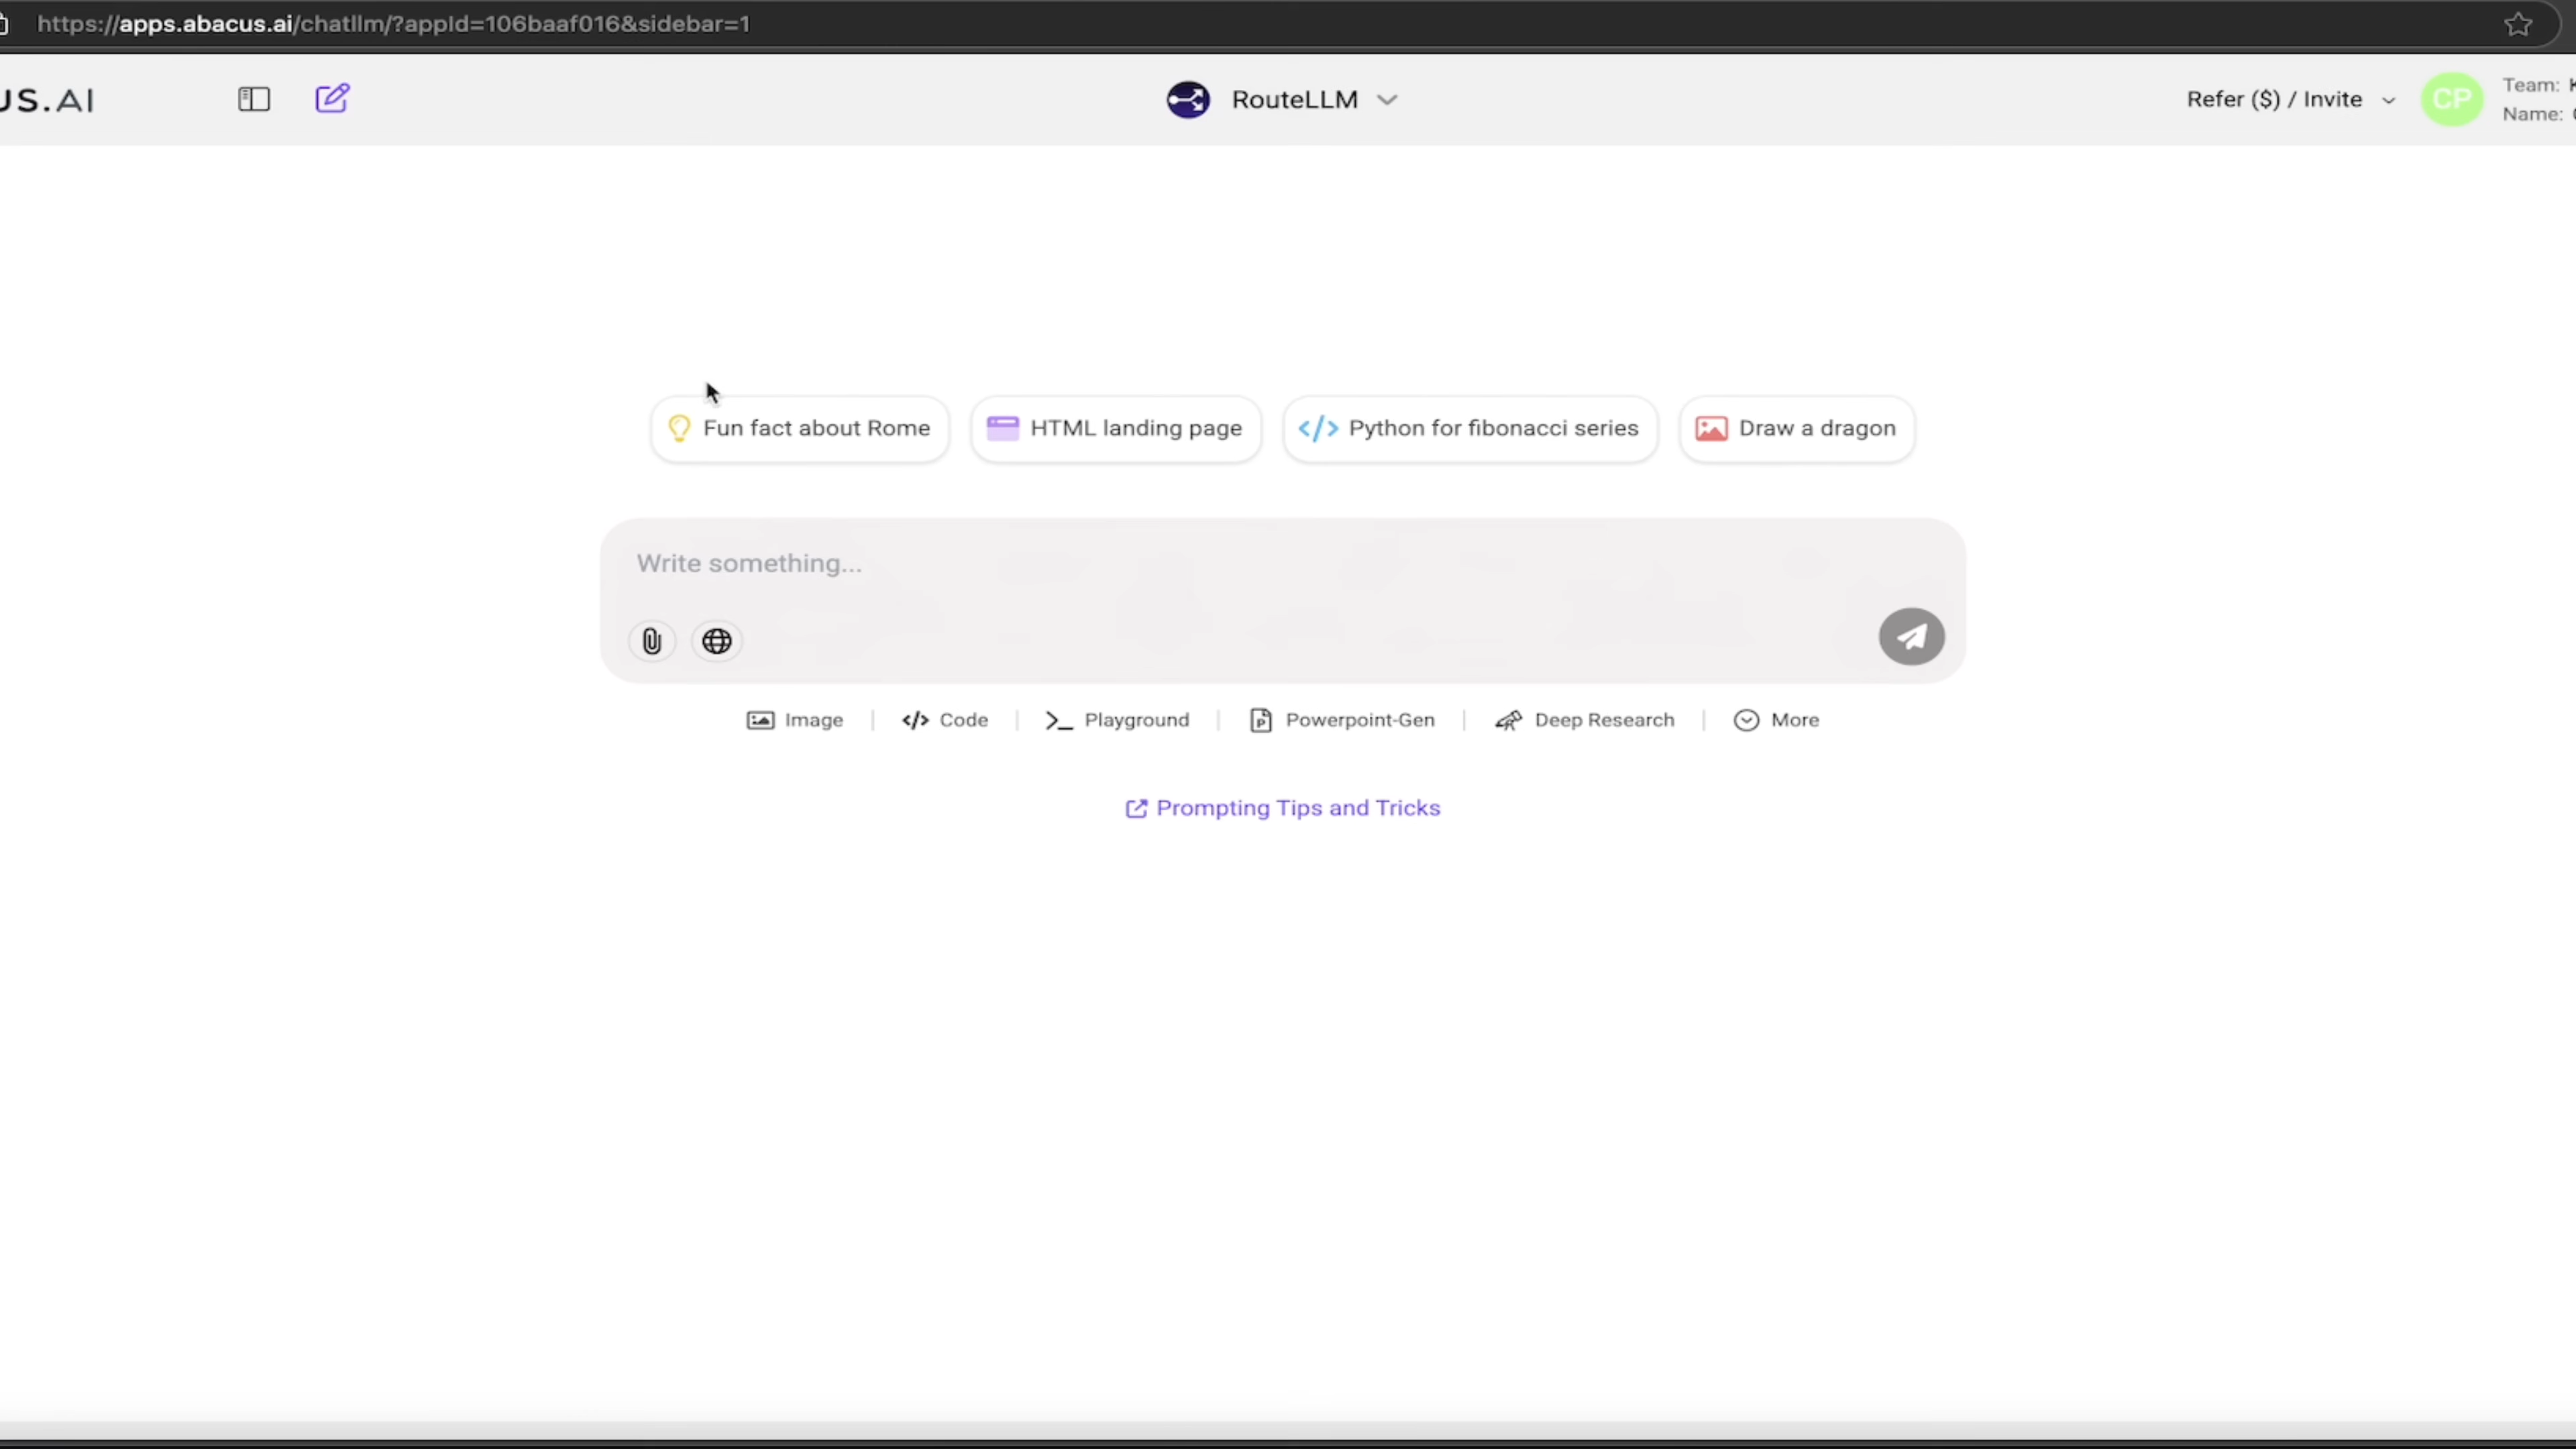 https://apps.abacus.ai/chatllm/?appId=106baaf016&sidebar=1
US.AI
RouteLLM
Refer ($) / Invite
CP
Team:
Name:
Fun fact about Rome
HTML landing page
</> Python for fibonacci series
Draw a dragon
Write something...
Image
</> Code
>_ Playground
Powerpoint-Gen
Deep Research
More
Prompting Tips and Tricks